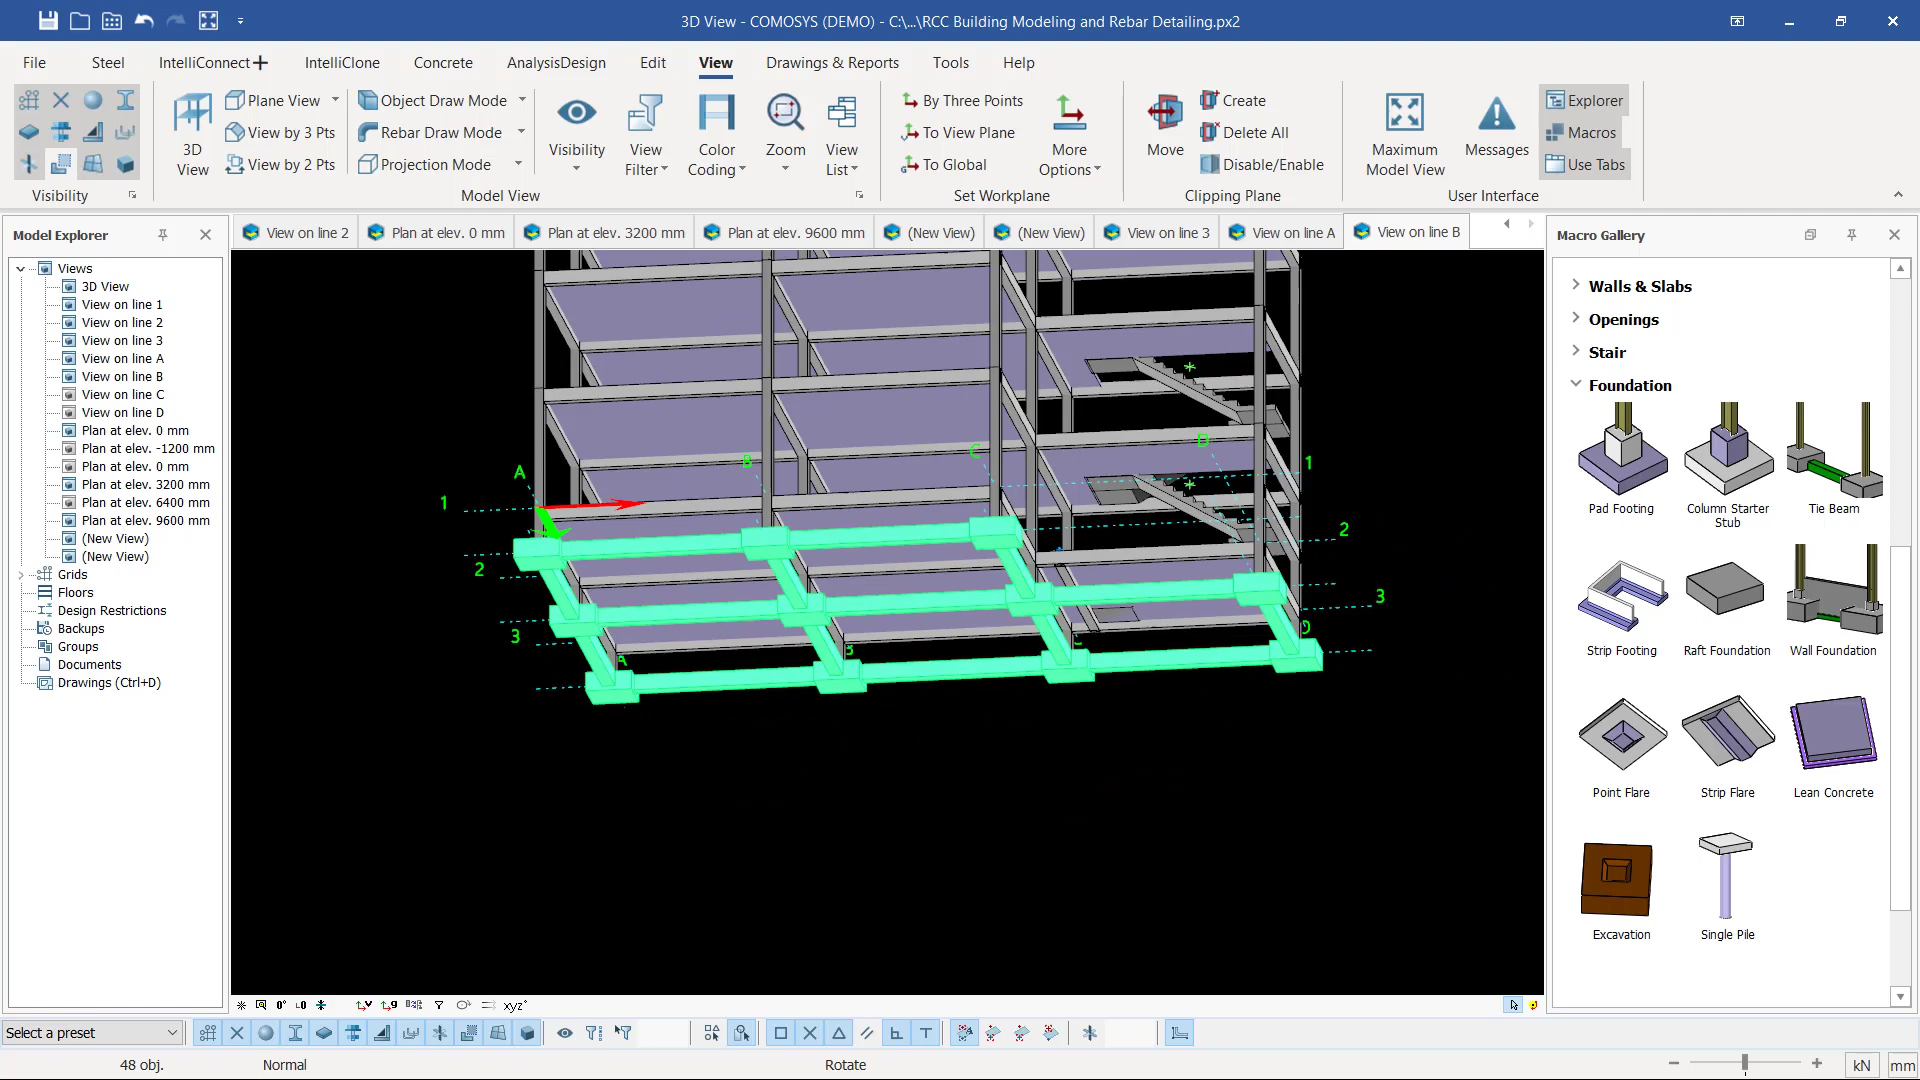 3D View - COMOSYS (DEMO) - C:\...\RCC Building Modeling and Rebar Detailing.px2
File Steel IntelliConnect+ IntelliClone Concrete AnalysisDesign Edit View Drawings & Reports Tools Help
3D View
Plane View
View by 3 Pts
View by 2 Pts
Object Draw Mode
Rebar Draw Mode
Projection Mode
Visibility
View Filter
Color Coding
Zoom
View List
By Three Points
To View Plane
To Global
More Options
Move
Create
Delete All
Disable/Enable
Maximum Model View
Messages
Explorer
Macros
Use Tabs
Visibility
Model View
Set Workplane
Clipping Plane
User Interface
View on line 2
Plan at elev. 0 mm
Plan at elev. 3200 mm
Plan at elev. 9600 mm
(New View)
(New View)
View on line 3
View on line A
View on line B
Model Explorer
Views
3D View
View on line 1
View on line 2
View on line 3
View on line A
View on line B
View on line C
View on line D
Plan at elev. 0 mm
Plan at elev. -1200 mm
Plan at elev. 0 mm
Plan at elev. 3200 mm
Plan at elev. 6400 mm
Plan at elev. 9600 mm
(New View)
(New View)
Grids
Floors
Design Restrictions
Backups
Groups
Documents
Drawings (Ctrl+D)
A
B
C
D
1
1
2
2
3
3
A
B
Macro Gallery
Walls & Slabs
Openings
Stair
Foundation
Pad Footing
Column Starter Stub
Tie Beam
Strip Footing
Raft Foundation
Wall Foundation
Point Flare
Strip Flare
Lean Concrete
Excavation
Single Pile
xyz
Select a preset
48 obj.
Normal
Rotate
kN
mm